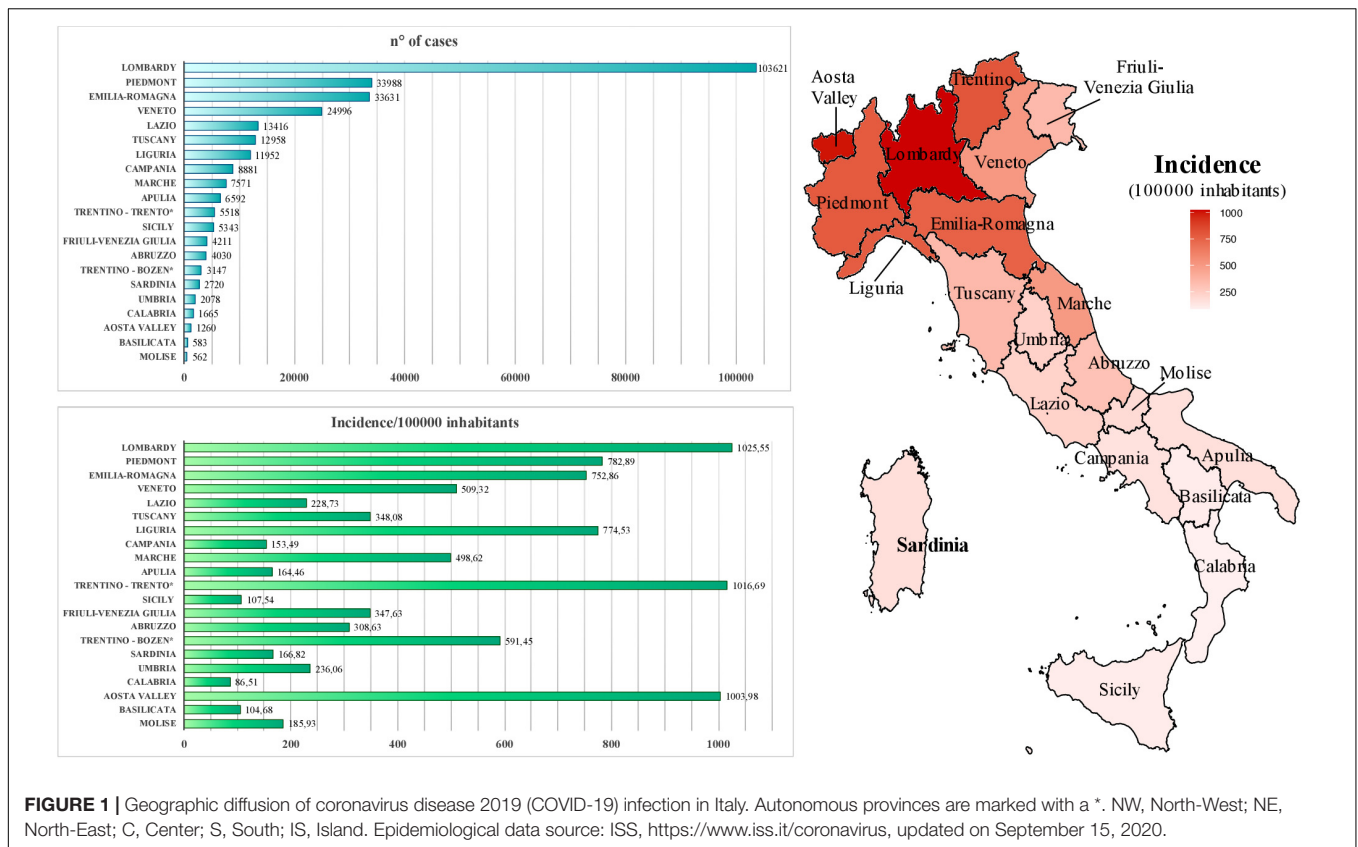 n° of cases
LOMBARDY 103621
PIEDMONT 33988
EMILIA-ROMAGNA 33631
VENETO 24996
LAZIO 13416
TUSCANY 12958
LIGURIA 11952
CAMPANIA 8881
MARCHE 7571
APULIA 6592
TRENTINO - TRENTO* 5518
SICILY 5343
FRIULI-VENEZIA GIULIA 4211
ABRUZZO 4030
TRENTINO - BOZEN* 3147
SARDINIA 2720
UMBRIA 2078
CALABRIA 1665
AOSTA VALLEY 1260
BASILICATA 583
MOLISE 562
0 20000 40000 60000 80000 100000
Incidence/100000 inhabitants
LOMBARDY 1025,55
PIEDMONT 782,89
EMILIA-ROMAGNA 752,86
VENETO 509,32
LAZIO 228,73
TUSCANY 348,08
LIGURIA 774,53
CAMPANIA 153,49
MARCHE 498,62
APULIA 164,46
TRENTINO - TRENTO* 1016,69
SICILY 107,54
FRIULI-VENEZIA GIULIA 347,63
ABRUZZO 308,63
TRENTINO - BOZEN* 591,45
SARDINIA 166,82
UMBRIA 236,06
CALABRIA 86,51
AOSTA VALLEY 1003,98
BASILICATA 104,68
MOLISE 185,93
0 200 400 600 800 1000
Aosta
Valley
Trentino
Friuli-
Venezia Giulia
Lombardy
Veneto
Piedmont
Emilia-Romagna
Liguria
Tuscany
Marche
Umbria
Abruzzo
Molise
Lazio
Campania
Apulia
Basilicata
Sardinia
Calabria
Sicily
Incidence
(100000 inhabitants)
1000
750
500
250
FIGURE 1 | Geographic diffusion of coronavirus disease 2019 (COVID-19) infection in Italy. Autonomous provinces are marked with a *. NW, North-West; NE,
North-East; C, Center; S, South; IS, Island. Epidemiological data source: ISS, https://www.iss.it/coronavirus, updated on September 15, 2020.